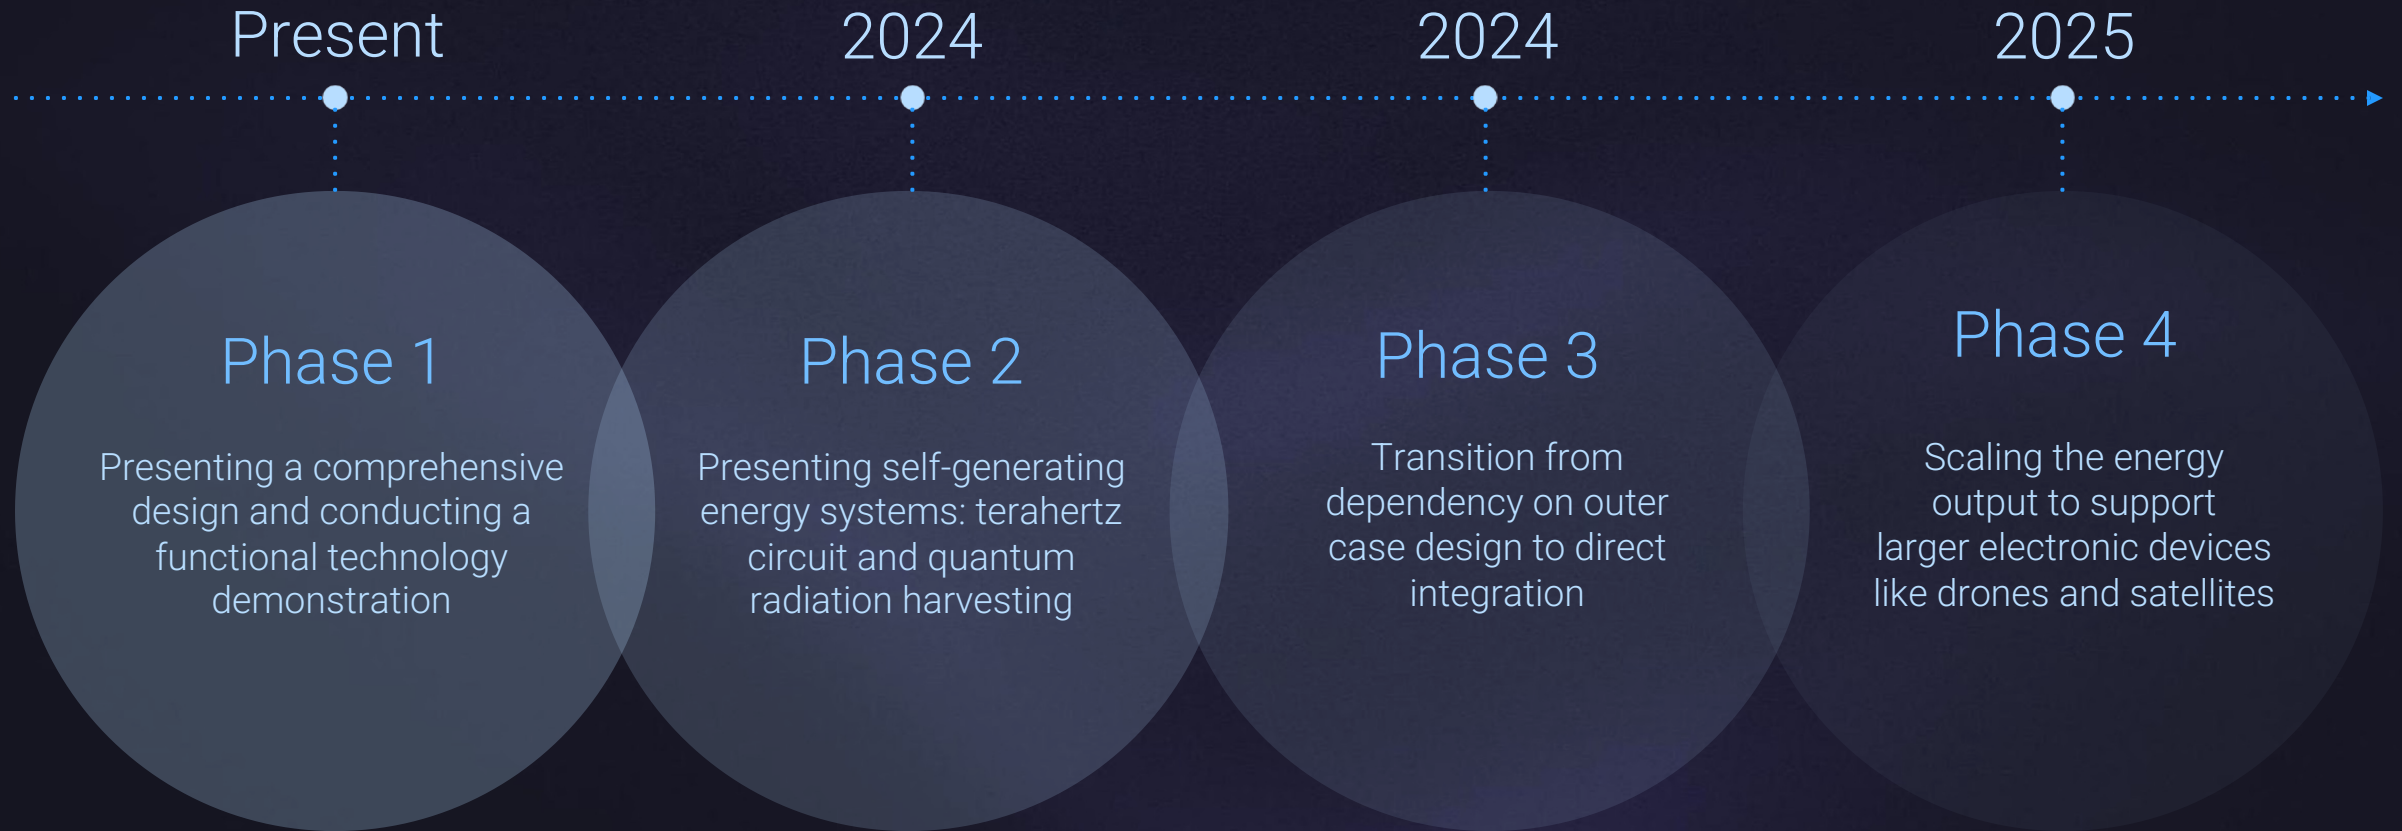 Present
2024
2024
2025
Phase 1
Presenting a comprehensive
design and conducting a
functional technology
demonstration
Phase 2
Presenting self-generating
energy systems: terahertz
circuit and quantum
radiation harvesting
Phase 3
Transition from
dependency on outer
case design to direct
integration
Phase 4
Scaling the energy
output to support
larger electronic devices
like drones and satellites